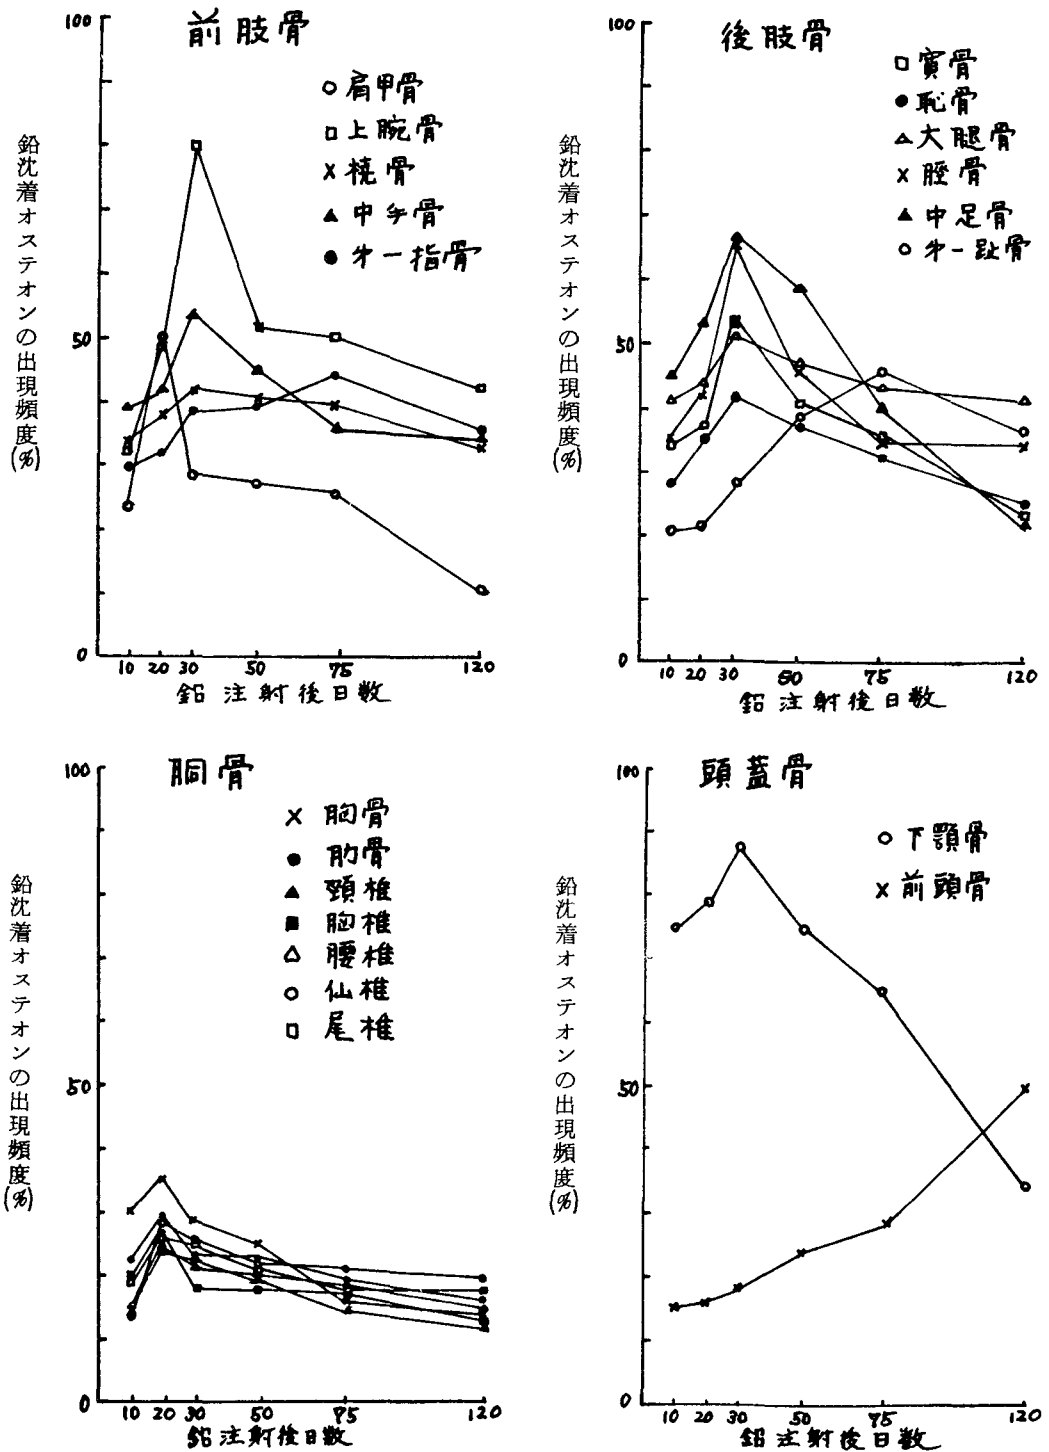 前肢骨
○ 肩甲骨
□ 上腕骨
× 橈骨
▲ 中手骨
● 第一指骨
鉛沈着オステオンの出現頻度(%)
100
50
0
10 20 30 50 75 120
鉛注射後日数
後肢骨
□ 寛骨
● 恥骨
△ 大腿骨
× 脛骨
▲ 中足骨
○ 第一趾骨
鉛沈着オステオンの出現頻度(%)
100
50
0
10 20 30 50 75 120
鉛注射後日数
胴骨
× 胸骨
● 肋骨
▲ 頸椎
■ 胸椎
△ 腰椎
○ 仙椎
□ 尾椎
鉛沈着オステオンの出現頻度(%)
100
50
0
10 20 30 50 75 120
鉛注射後日数
頭蓋骨
○ 下顎骨
× 前頭骨
鉛沈着オステオンの出現頻度(%)
100
50
0
10 20 30 50 75 120
鉛注射後日数